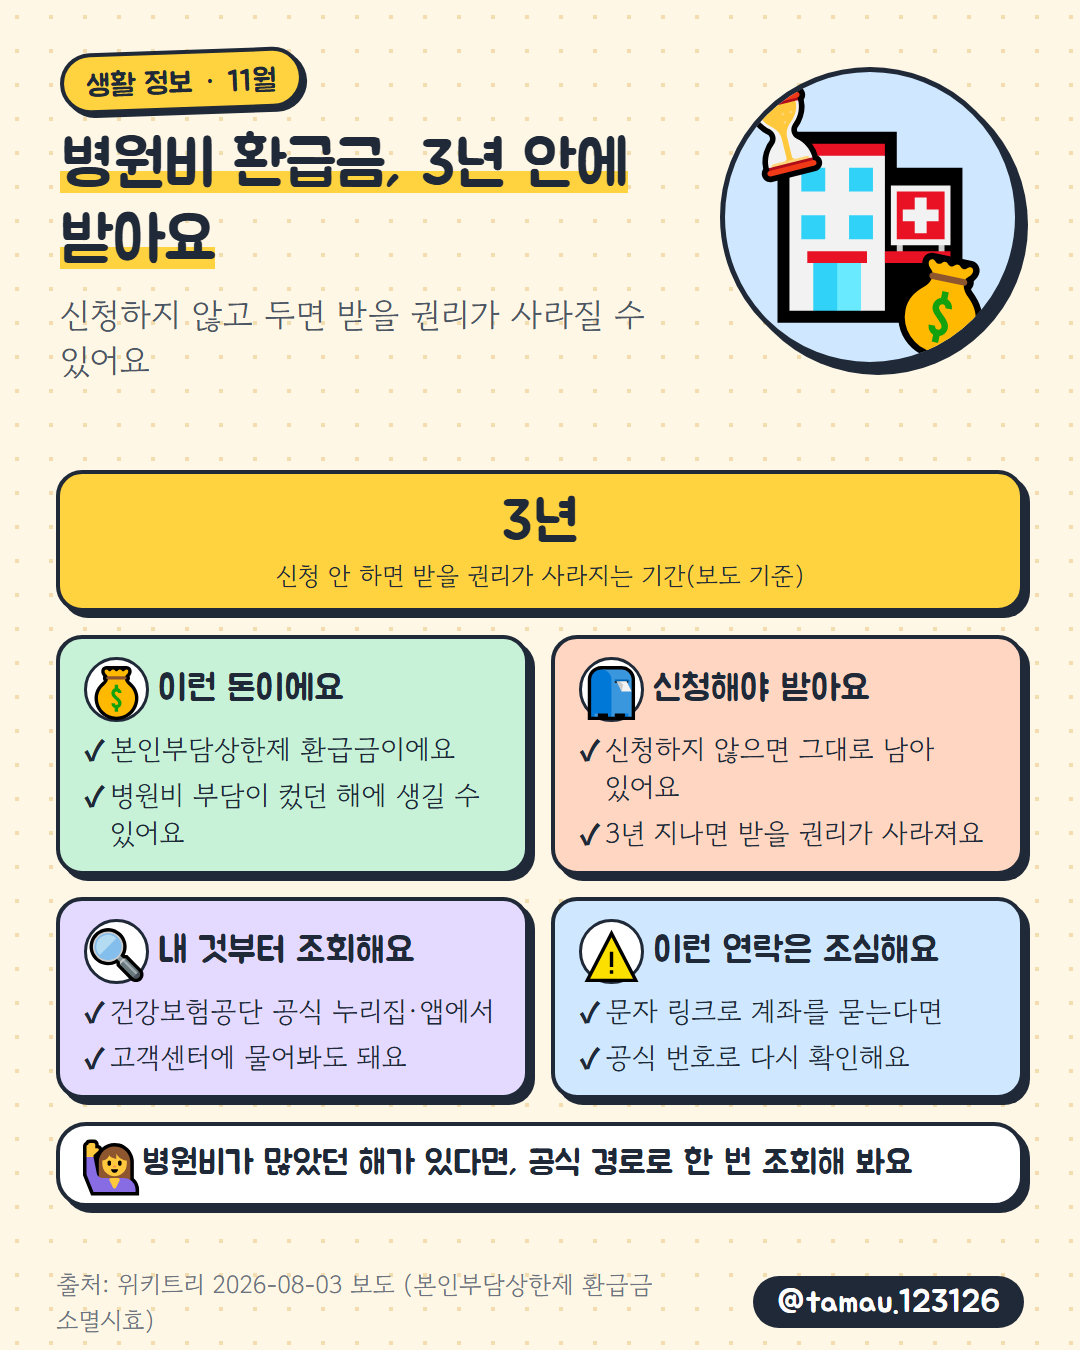 생활 정보 · 11월
병원비 환급금, 3년 안에
받아요
신청하지 않고 두면 받을 권리가 사라질 수
있어요
3년
신청 안 하면 받을 권리가 사라지는 기간(보도 기준)
이런 돈이에요
✓ 본인부담상한제 환급금이에요
✓ 병원비 부담이 컸던 해에 생길 수
있어요
신청해야 받아요
✓ 신청하지 않으면 그대로 남아
있어요
✓ 3년 지나면 받을 권리가 사라져요
내 것부터 조회해요
✓ 건강보험공단 공식 누리집·앱에서
✓ 고객센터에 물어봐도 돼요
이런 연락은 조심해요
✓ 문자 링크로 계좌를 묻는다면
✓ 공식 번호로 다시 확인해요
병원비가 많았던 해가 있다면, 공식 경로로 한 번 조회해 봐요
출처: 위키트리 2026-08-03 보도 (본인부담상한제 환급금
소멸시효)
@tamau.123126